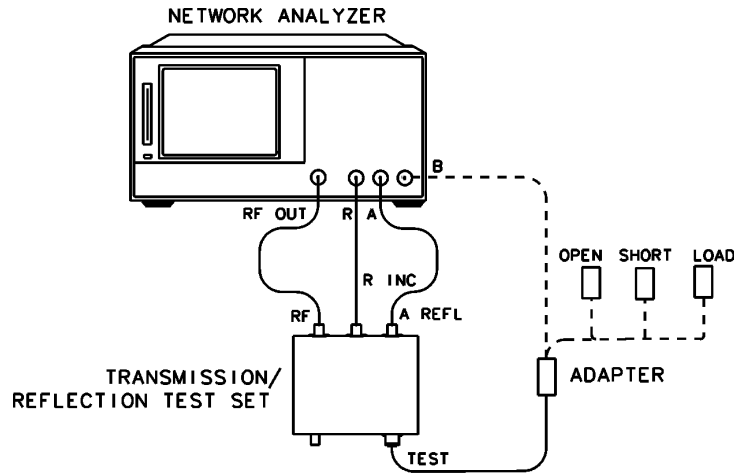 NETWORK ANALYZER
B
RF OUT
R
A
OPEN
SHORT
LOAD
R INC
RF
A REFL
TRANSMISSION/
REFLECTION TEST SET
ADAPTER
TEST